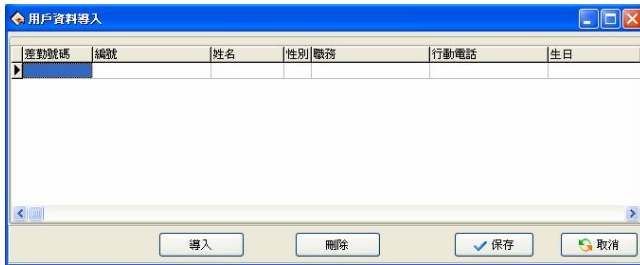 用戶資料導入
差勤號碼 編號 姓名 性別 職務 行動電話 生日
導入 刪除 保存 取消